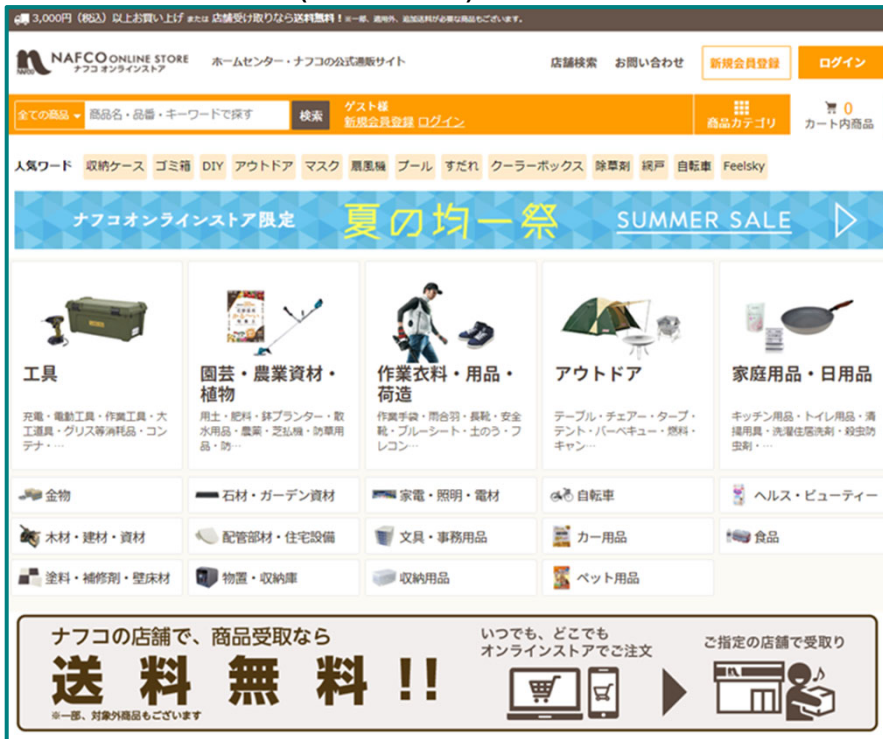 3,000円（税込）以上お買い上げ または 店舗受け取りなら送料無料！※一部、適用外、追加送料が必要な商品もございます。
NAFCO ONLINE STORE
ナフコ オンラインストア
ホームセンター・ナフコの公式通販サイト
店舗検索 お問い合わせ 新規会員登録 ログイン
全ての商品 商品名・品番・キーワードで探す 検索
ゲスト様
新規会員登録 ログイン
商品カテゴリ
0
カート内商品
人気ワード 収納ケース ゴミ箱 DIY アウトドア マスク 扇風機 プール すだれ クーラーボックス 除草剤 網戸 自転車 Feelsky
ナフコオンラインストア限定 夏の均一祭 SUMMER SALE
工具
充電・電動工具・作業工具・大
工道具・グリス等消耗品・コン
テナ・…
園芸・農業資材・
植物
用土・肥料・鉢プランター・散
水用品・農薬・芝刈機・防草用
品・防…
作業衣料・用品・
荷造
作業手袋・雨合羽・長靴・安全
靴・ブルーシート・土のう・フ
レコン…
アウトドア
テーブル・チェアー・タープ・
テント・バーベキュー・燃料・
キャン…
家庭用品・日用品
キッチン用品・トイレ用品・清
掃用具・洗濯住居洗剤・殺虫防
虫剤・…
金物
石材・ガーデン資材
家電・照明・電材
自転車
ヘルス・ビューティー
木材・建材・資材
配管部材・住宅設備
文具・事務用品
カー用品
食品
塗料・補修剤・壁床材
物置・収納庫
収納用品
ペット用品
ナフコの店舗で、商品受取なら
送料無料!!
※一部、対象外商品もございます
いつでも、どこでも
オンラインストアでご注文
ご指定の店舗で受取り